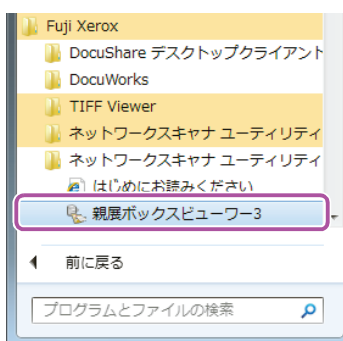 Fuji Xerox
DocuShare デスクトップクライアント
DocuWorks
TIFF Viewer
ネットワークスキャナ ユーティリティ
ネットワークスキャナ ユーティリティ
はじめにお読みください
親展ボックスビューワー3
前に戻る
プログラムとファイルの検索